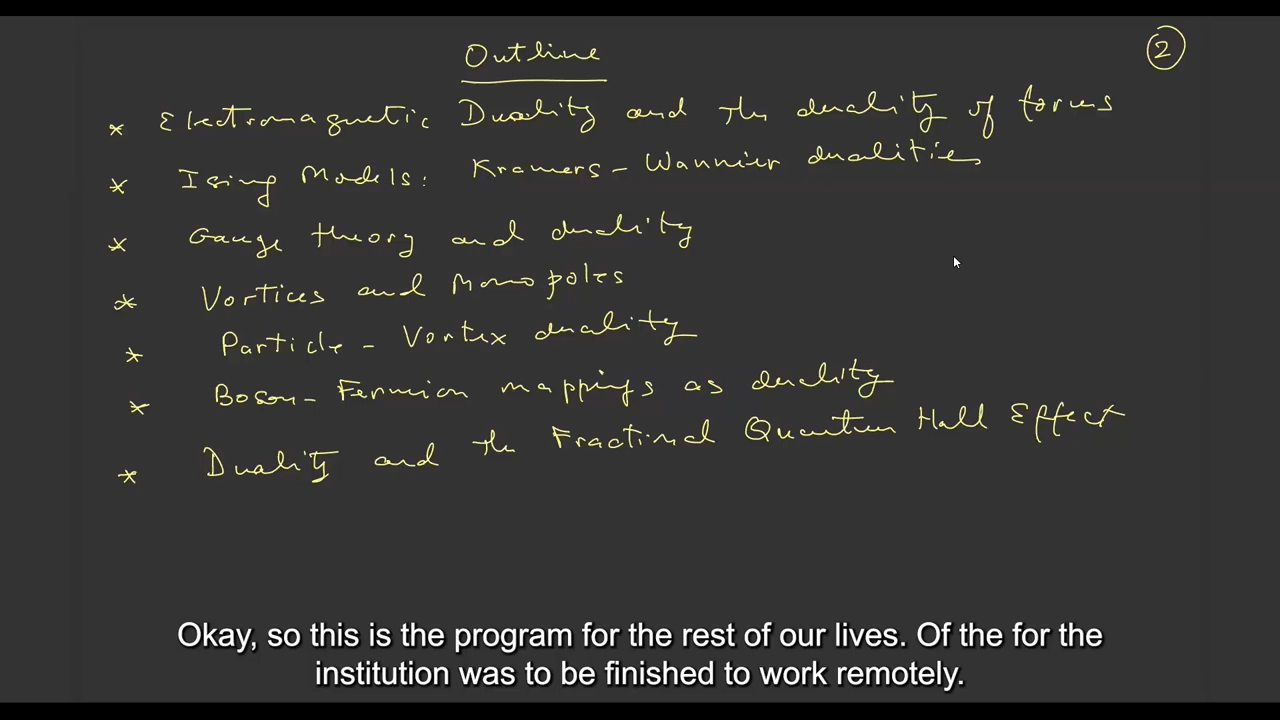 Outline
2
* Electromagnetic Duality and the duality of forms
* Ising Models: Kramers - Wannier dualities
* Gauge theory and duality
* Vortices and Monopoles
* Particle - Vortex duality
* Boson - Fermion mappings as duality
* Duality and the Fractional Quantum Hall Effect
Okay, so this is the program for the rest of our lives. Of the for the
institution was to be finished to work remotely.